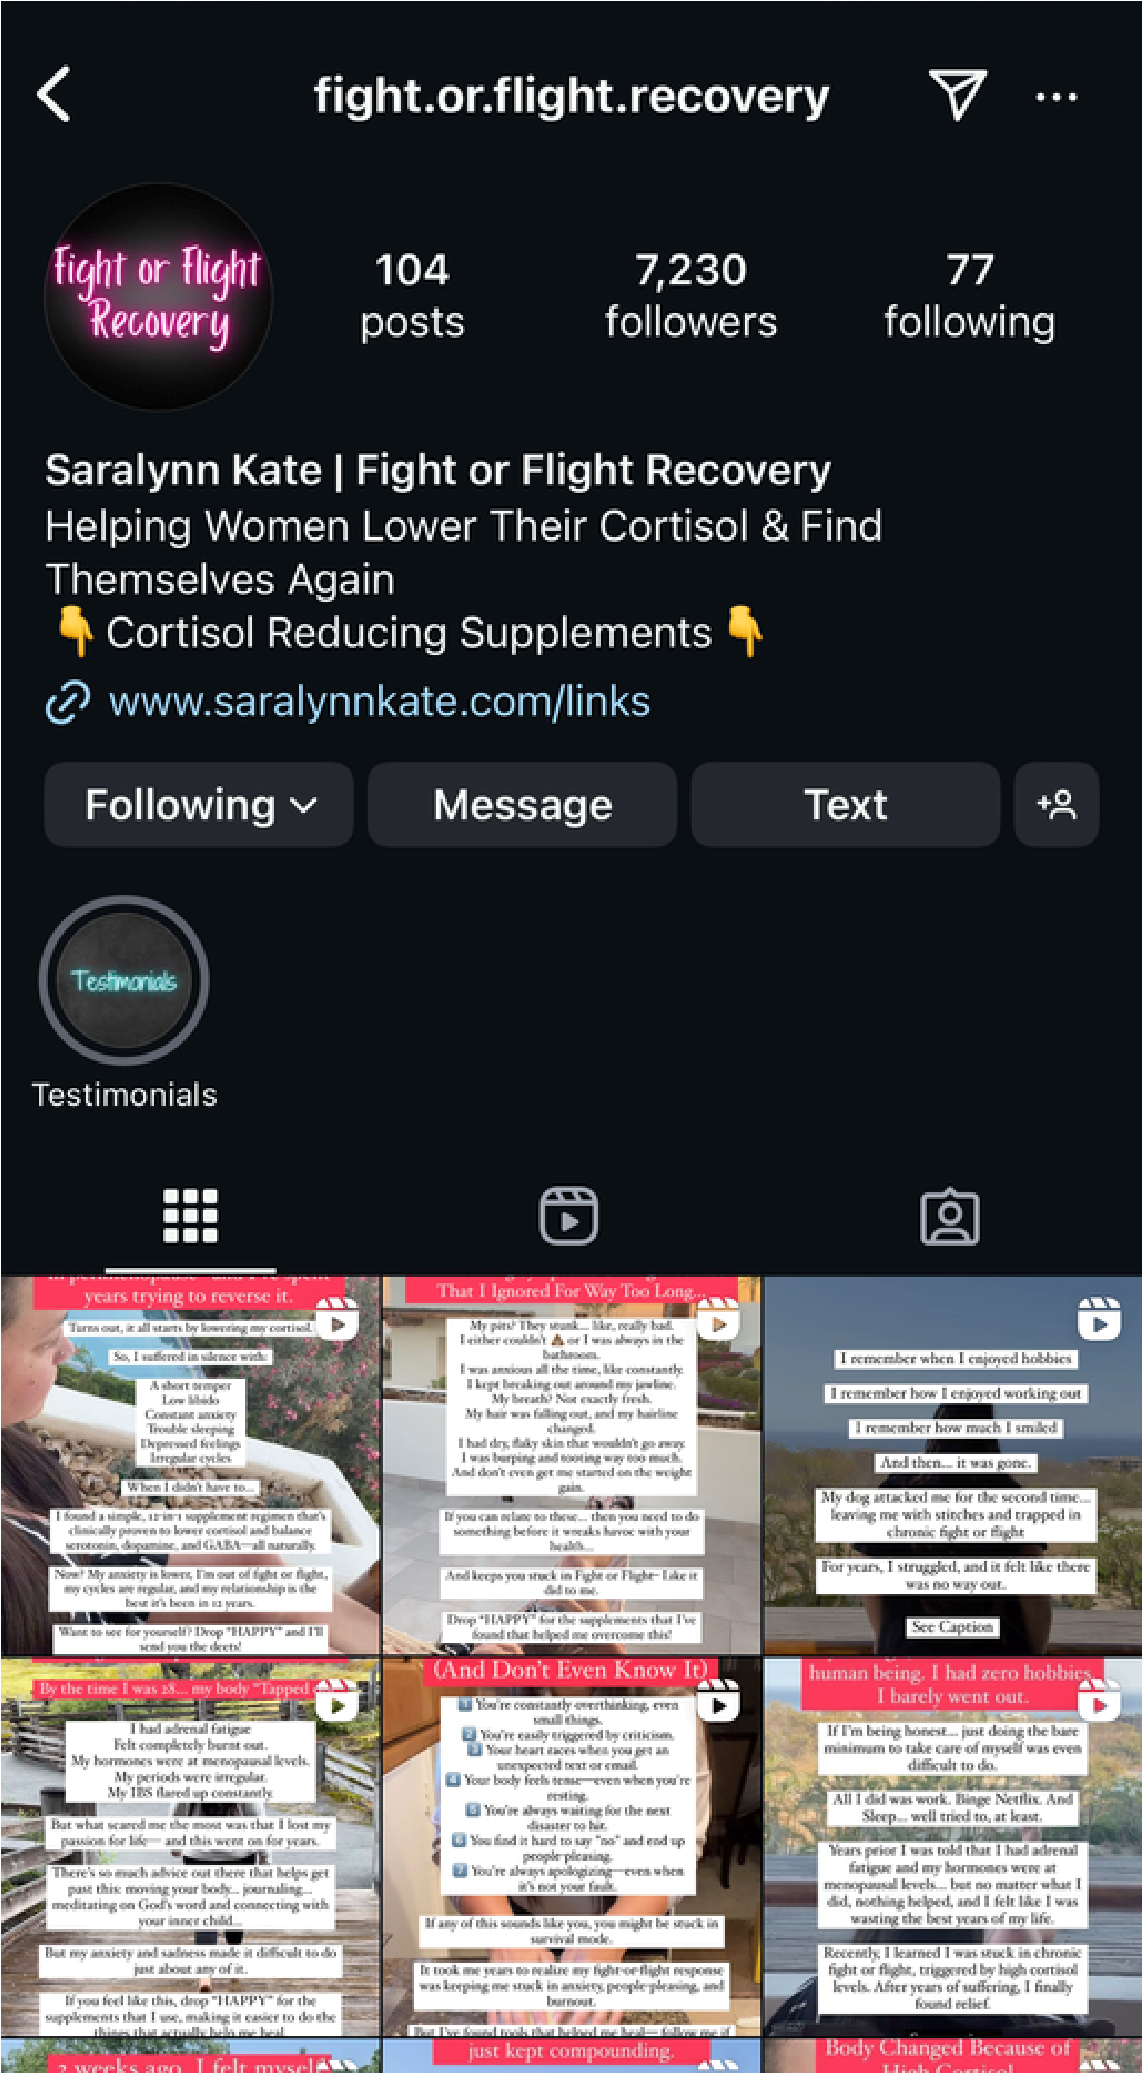 fight.or.flight.recovery
Fight or Flight
Recovery
104
posts
7,230
followers
77
following
Saralynn Kate | Fight or Flight Recovery
Helping Women Lower Their Cortisol & Find
Themselves Again
👇 Cortisol Reducing Supplements 👇
www.saralynnkate.com/links
Following
Message
Text
Testimonials
Testimonials
years trying to reverse it.
Turns out, it all starts by lowering my cortisol.
So, I suffered in silence with:
A short temper
Low libido
Constant anxiety
Trouble sleeping
Depressed feelings
Irregular cycles
When I didn't have to...
I found a simple, 12-in-1 supplement regimen that's
clinically proven to lower cortisol and balance
serotonin, dopamine, and GABA—all naturally.
Now? My anxiety is lower, I'm out of fight or flight,
my cycles are regular, and my relationship is the
best it's been in 12 years.
Want to see for yourself? Drop "HAPPY" and I'll
send you the deets!
That I Ignored For Way Too Long...
My pits? They stunk... like, really bad.
I either couldn't 💩 or I was always in the
bathroom.
I was anxious all the time, like constantly.
I kept breaking out around my jawline.
My breath? Not exactly fresh.
My hair was falling out, and my hairline
changed.
I had dry, flaky skin that wouldn't go away.
I was burping and tooting way too much.
And don't even get me started on the weight
gain.
If you can relate to these... then you need to do
something before it wreaks havoc with your
health...
And keeps you stuck in Fight or Flight- Like it
did to me.
Drop "HAPPY" for the supplements that I've
found that helped me overcome this!
I remember when I enjoyed hobbies
I remember how I enjoyed working out
I remember how much I smiled
And then... it was gone.
My dog attacked me for the second time...
leaving me with stitches and trapped in
chronic fight or flight
For years, I struggled, and it felt like there
was no way out.
See Caption
By the time I was 28... my body "Tapped
I had adrenal fatigue
Felt completely burnt out.
My hormones were at menopausal levels.
My periods were irregular.
My IBS flared up constantly.
But what scared me the most was that I lost my
passion for life— and this went on for years.
There's so much advice out there that helps get
past this: moving your body... journaling...
meditating on God's word and connecting with
your inner child...
But my anxiety and sadness made it difficult to do
just about any of it.
If you feel like this, drop "HAPPY" for the
supplements that I use, making it easier to do the
things that actually help me heal.
(And Don't Even Know It)
1 You're constantly overthinking, even
small things.
2 You're easily triggered by criticism.
3 Your heart races when you get an
unexpected text or email.
4 Your body feels tense—even when you're
resting.
5 You're always waiting for the next
disaster to hit.
6 You find it hard to say "no" and end up
people-pleasing.
7 You're always apologizing—even when
it's not your fault.
If any of this sounds like you, you might be stuck in
survival mode.
It took me years to realize my fight-or-flight response
was keeping me stuck in anxiety, people-pleasing, and
burnout.
But I've found tools that helped me heal— follow me if
human being. I had zero hobbies.
I barely went out.
If I'm being honest... just doing the bare
minimum to take care of myself was even
difficult to do.
All I did was work. Binge Netflix. And
Sleep... well tried to, at least.
Years prior I was told that I had adrenal
fatigue and my hormones were at
menopausal levels... but no matter what I
did, nothing helped, and I felt like I was
wasting the best years of my life.
Recently, I learned I was stuck in chronic
fight or flight, triggered by high cortisol
levels. After years of suffering, I finally
found relief.
2 weeks ago, I felt myself
just kept compounding.
Body Changed Because of
High Cortisol